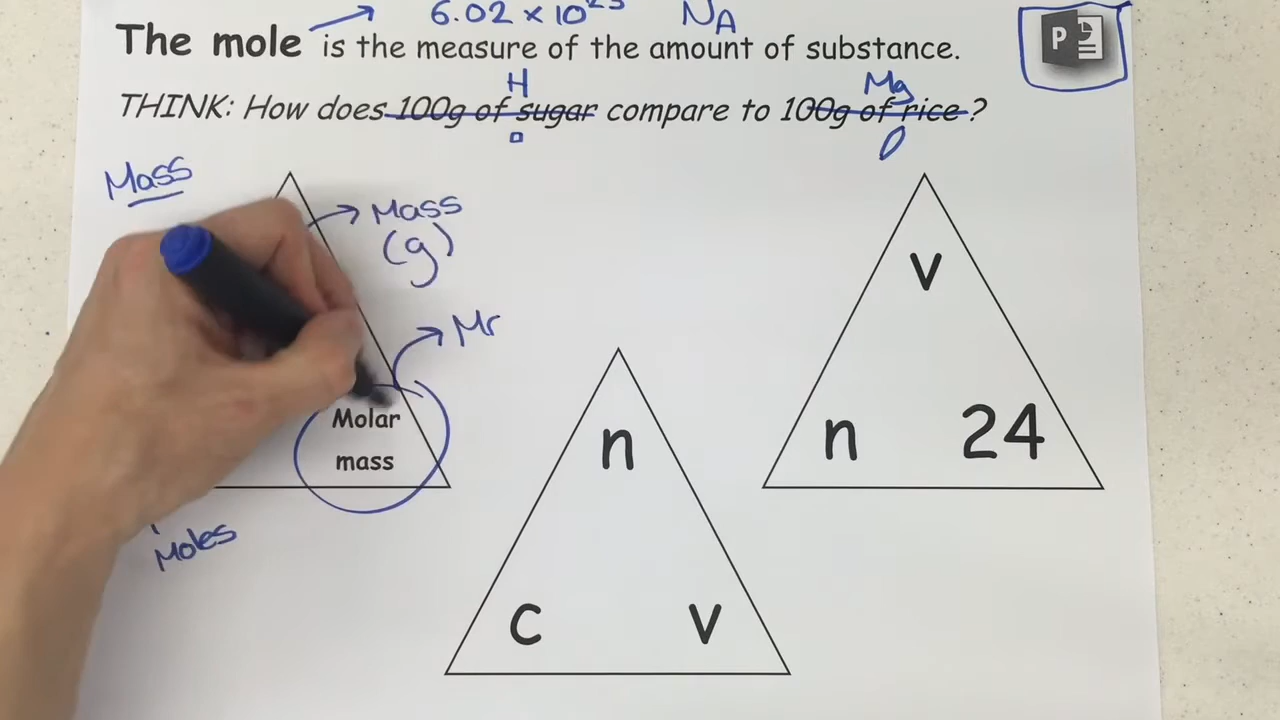 6.02 × 10²³ NA
The mole is the measure of the amount of substance.
H Mg
THINK: How does 100g of sugar compare to 100g of rice?
Mass
Mass
(g)
Mr
Molar
mass
Moles
n
c v
v
n 24
P